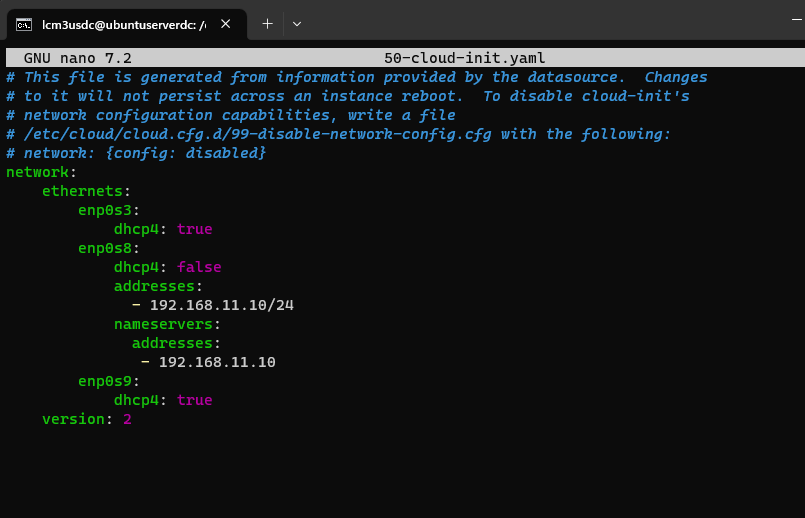 lcm3usdc@ubuntuserverdc: /
GNU nano 7.2 50-cloud-init.yaml
# This file is generated from information provided by the datasource.  Changes
# to it will not persist across an instance reboot.  To disable cloud-init's
# network configuration capabilities, write a file
# /etc/cloud/cloud.cfg.d/99-disable-network-config.cfg with the following:
# network: {config: disabled}
network:
    ethernets:
        enp0s3:
            dhcp4: true
        enp0s8:
            dhcp4: false
            addresses:
              - 192.168.11.10/24
            nameservers:
              addresses:
               - 192.168.11.10
        enp0s9:
            dhcp4: true
    version: 2